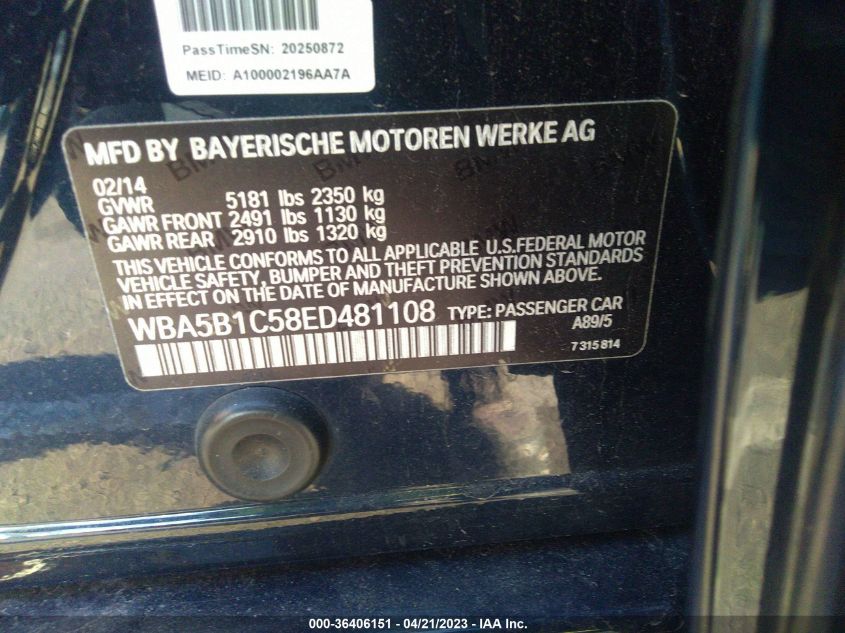 PassTimeSN: 20250872
MEID: A100002196AA7A
MFD BY BAYERISCHE MOTOREN WERKE AG
02/14
GVWR 5181 lbs 2350 kg
GAWR FRONT 2491 lbs 1130 kg
GAWR REAR 2910 lbs 1320 kg
THIS VEHICLE CONFORMS TO ALL APPLICABLE U.S.FEDERAL MOTOR
VEHICLE SAFETY, BUMPER AND THEFT PREVENTION STANDARDS
IN EFFECT ON THE DATE OF MANUFACTURE SHOWN ABOVE.
WBA5B1C58ED481108 TYPE: PASSENGER CAR
A89/5
7315814
000-36406151 - 04/21/2023 - IAA Inc.